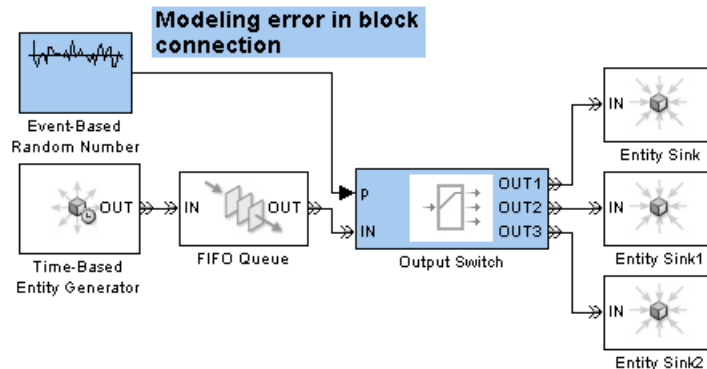 Modeling error in block
connection
Event-Based
Random Number
OUT
Time-Based
Entity Generator
IN
OUT
FIFO Queue
p
IN
OUT1
OUT2
OUT3
Output Switch
IN
Entity Sink
IN
Entity Sink1
IN
Entity Sink2